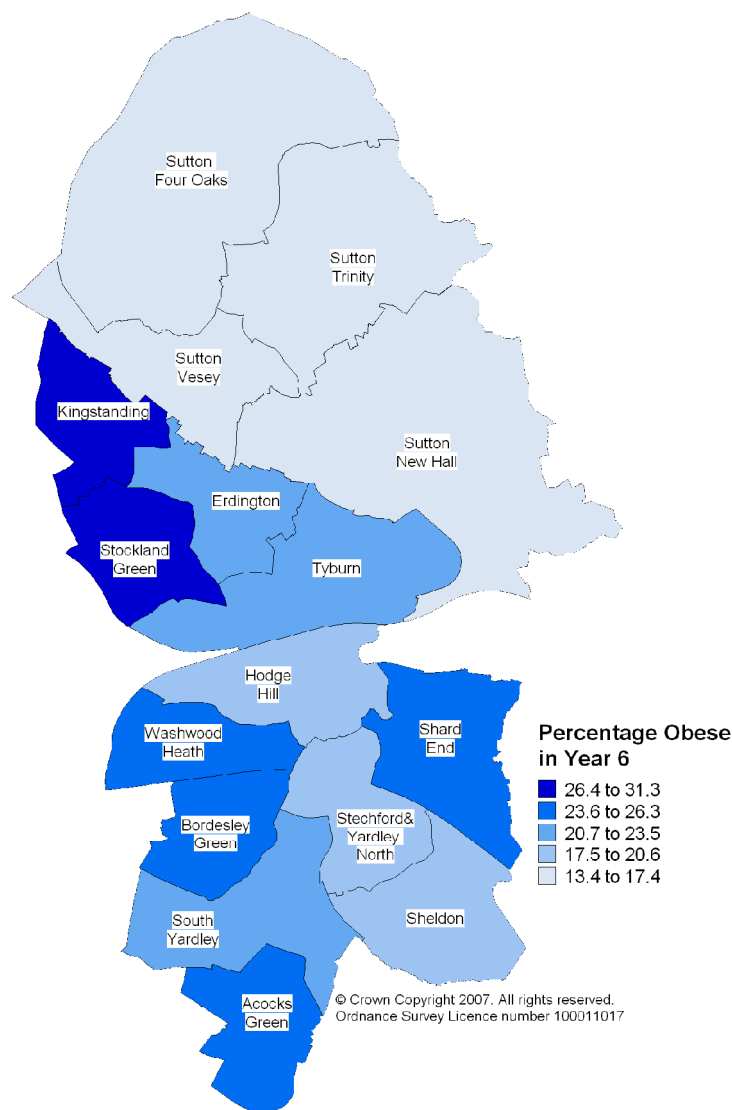 Sutton
Four Oaks
Sutton
Trinity
Sutton
Vesey
Kingstanding
Sutton
New Hall
Erdington
Stockland
Green
Tyburn
Hodge
Hill
Washwood
Heath
Shard
End
Percentage Obese
in Year 6
26.4 to 31.3
23.6 to 26.3
20.7 to 23.5
17.5 to 20.6
13.4 to 17.4
Bordesley
Green
Stechford&
Yardley
North
South
Yardley
Sheldon
Acocks
Green
© Crown Copyright 2007. All rights reserved.
Ordnance Survey Licence number 100011017